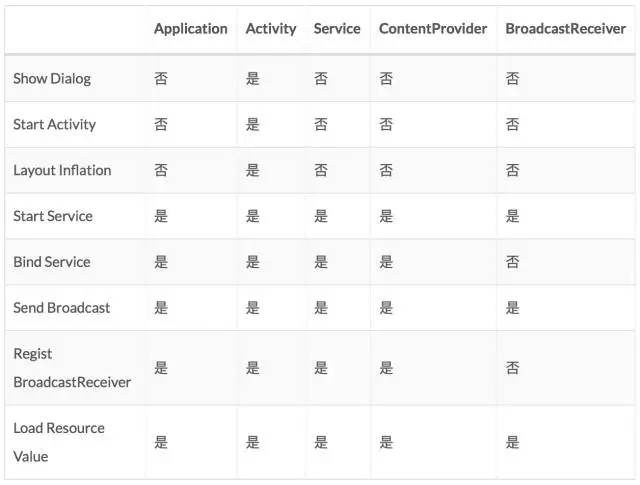 Application Activity Service ContentProvider BroadcastReceiver
Show Dialog 否 是 否 否 否
Start Activity 否 是 否 否 否
Layout Inflation 否 是 否 否 否
Start Service 是 是 是 是 是
Bind Service 是 是 是 是 否
Send Broadcast 是 是 是 是 是
Regist
BroadcastReceiver 是 是 是 是 否
Load Resource
Value 是 是 是 是 是